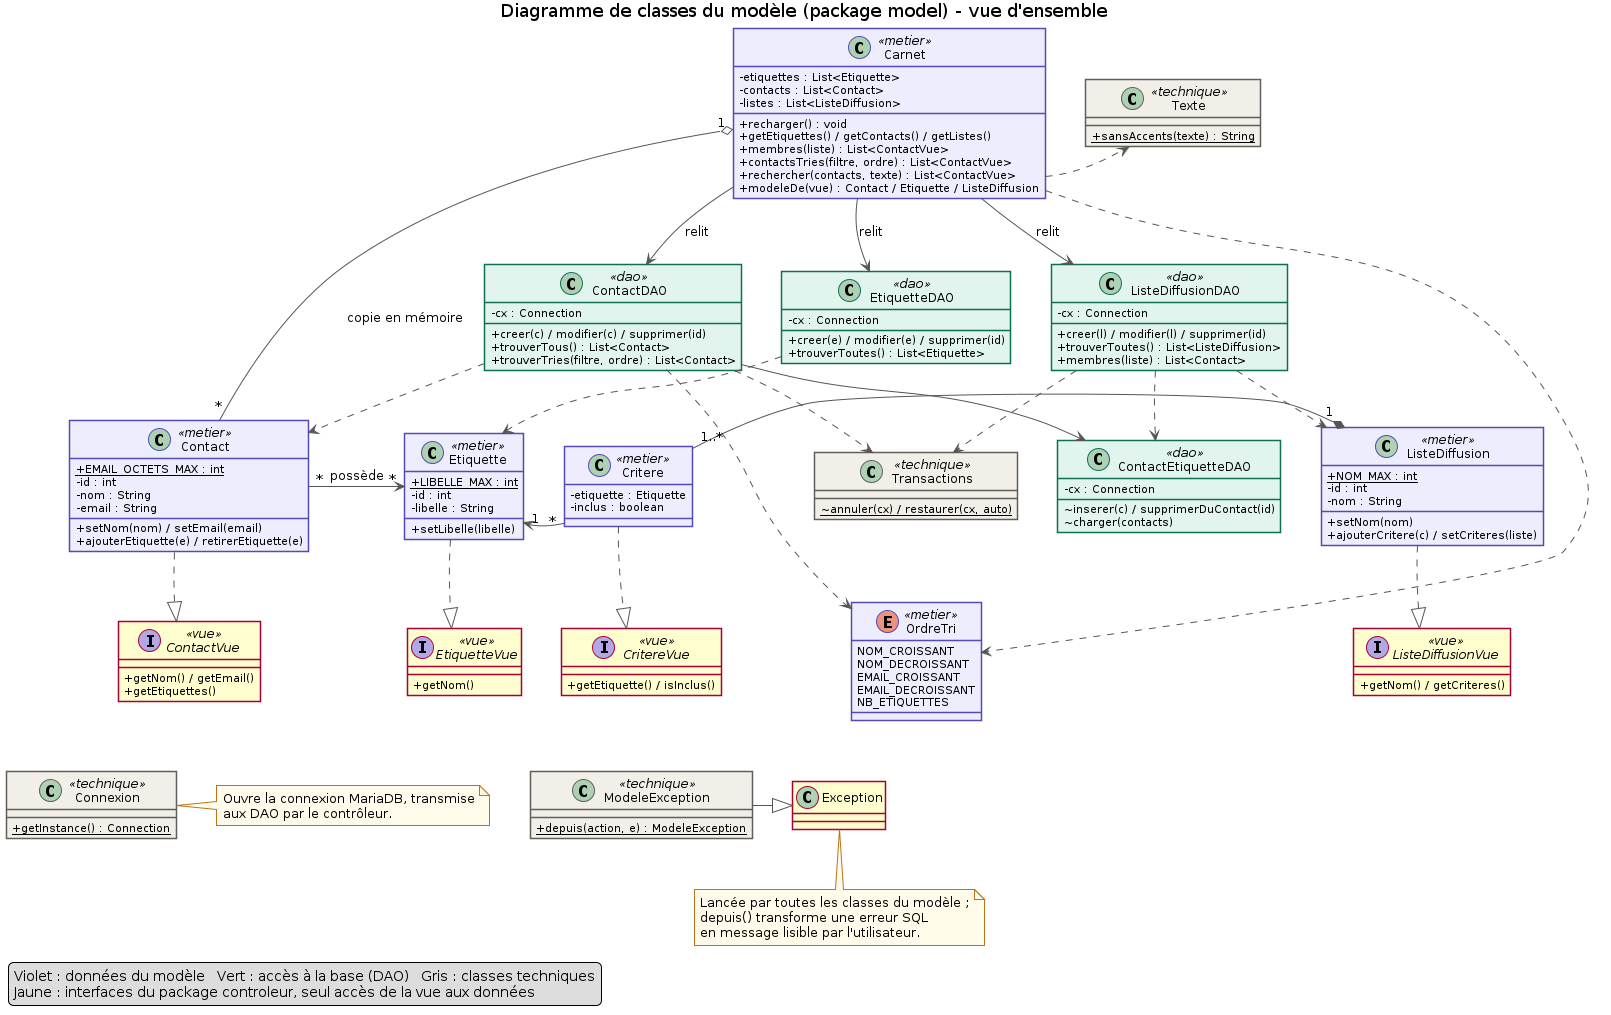 Diagramme de classes du modèle (package model) - vue d'ensemble
C
«metier»
Carnet
-etiquettes : List<Etiquette>
-contacts : List<Contact>
-listes : List<ListeDiffusion>
+recharger() : void
+getEtiquettes() / getContacts() / getListes()
+membres(liste) : List<ContactVue>
+contactsTries(filtre, ordre) : List<ContactVue>
+rechercher(contacts, texte) : List<ContactVue>
+modeleDe(vue) : Contact / Etiquette / ListeDiffusion
C
«technique»
Texte
+sansAccents(texte) : String
1
relit
relit
relit
C
«dao»
ContactDAO
-cx : Connection
+creer(c) / modifier(c) / supprimer(id)
+trouverTous() : List<Contact>
+trouverTries(filtre, ordre) : List<Contact>
C
«dao»
EtiquetteDAO
-cx : Connection
+creer(e) / modifier(e) / supprimer(id)
+trouverToutes() : List<Etiquette>
C
«dao»
ListeDiffusionDAO
-cx : Connection
+creer(l) / modifier(l) / supprimer(id)
+trouverToutes() : List<ListeDiffusion>
+membres(liste) : List<Contact>
copie en mémoire
*
1..*
1
C
«metier»
Contact
+EMAIL_OCTETS_MAX : int
-id : int
-nom : String
-email : String
+setNom(nom) / setEmail(email)
+ajouterEtiquette(e) / retirerEtiquette(e)
* possède *
C
«metier»
Etiquette
+LIBELLE_MAX : int
-id : int
-libelle : String
+setLibelle(libelle)
1 *
C
«metier»
Critere
-etiquette : Etiquette
-inclus : boolean
C
«technique»
Transactions
~annuler(cx) / restaurer(cx, auto)
C
«dao»
ContactEtiquetteDAO
-cx : Connection
~inserer(c) / supprimerDuContact(id)
~charger(contacts)
C
«metier»
ListeDiffusion
+NOM_MAX : int
-id : int
-nom : String
+setNom(nom)
+ajouterCritere(c) / setCriteres(liste)
I
«vue»
ContactVue
+getNom() / getEmail()
+getEtiquettes()
I
«vue»
EtiquetteVue
+getNom()
I
«vue»
CritereVue
+getEtiquette() / isInclus()
E
«metier»
OrdreTri
NOM_CROISSANT
NOM_DECROISSANT
EMAIL_CROISSANT
EMAIL_DECROISSANT
NB_ETIQUETTES
I
«vue»
ListeDiffusionVue
+getNom() / getCriteres()
C
«technique»
Connexion
+getInstance() : Connection
Ouvre la connexion MariaDB, transmise
aux DAO par le contrôleur.
C
«technique»
ModeleException
+depuis(action, e) : ModeleException
C
Exception
Lancée par toutes les classes du modèle ;
depuis() transforme une erreur SQL
en message lisible par l'utilisateur.
Violet : données du modèle   Vert : accès à la base (DAO)   Gris : classes techniques
Jaune : interfaces du package controleur, seul accès de la vue aux données